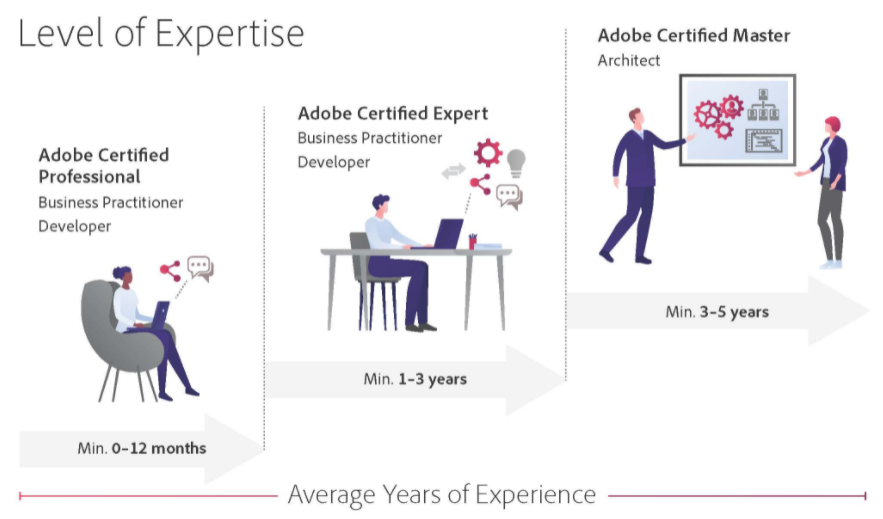 Level of Expertise
Adobe Certified
Professional
Business Practitioner
Developer
Min. 0–12 months
Adobe Certified Expert
Business Practitioner
Developer
Min. 1–3 years
Adobe Certified Master
Architect
Min. 3–5 years
Average Years of Experience